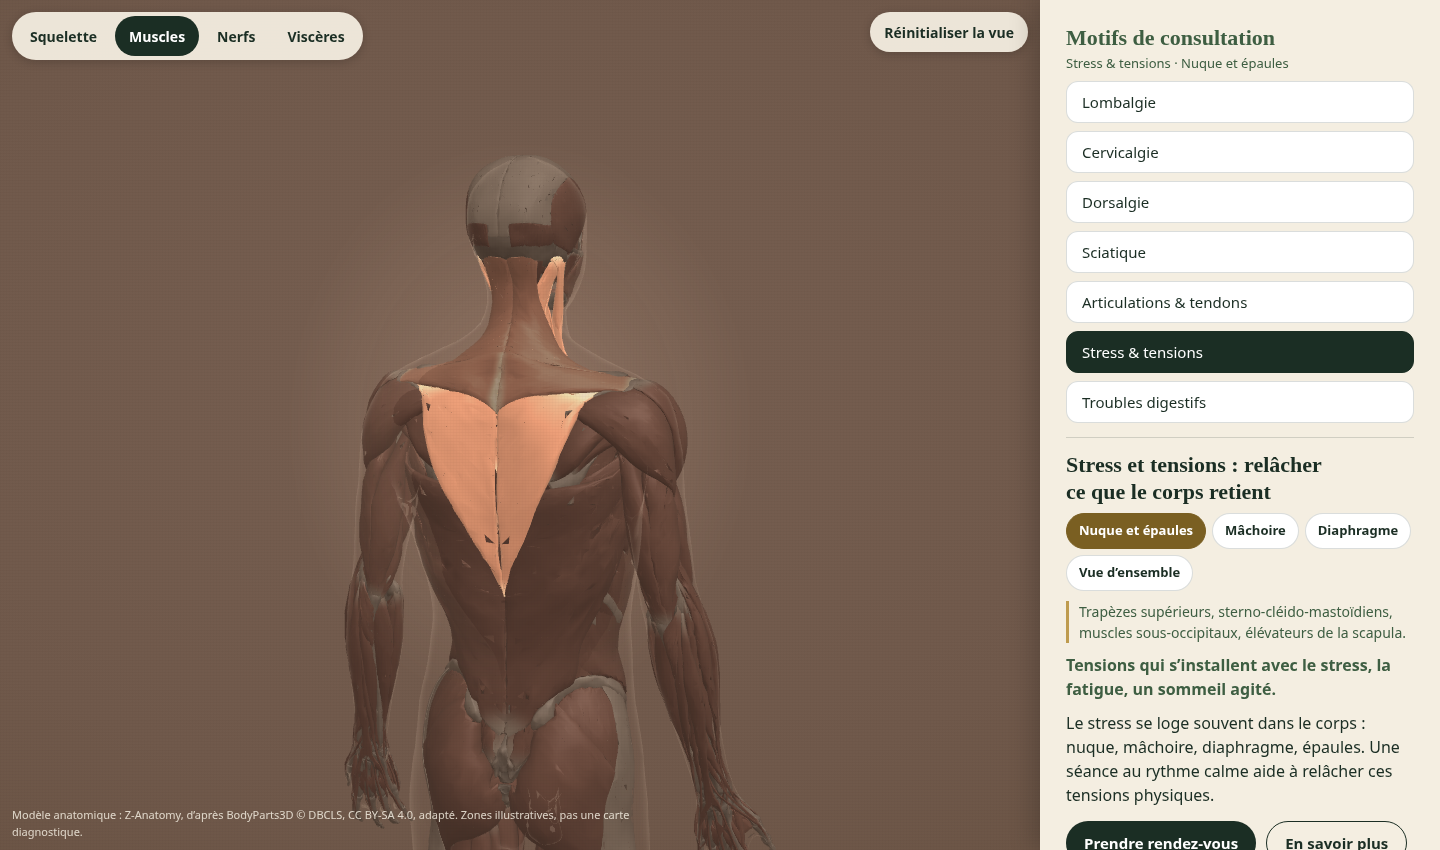 Squelette
Muscles
Nerfs
Viscères
Réinitialiser la vue
Motifs de consultation
Stress & tensions · Nuque et épaules
Lombalgie
Cervicalgie
Dorsalgie
Sciatique
Articulations & tendons
Stress & tensions
Troubles digestifs
Stress et tensions : relâcher
ce que le corps retient
Nuque et épaules
Mâchoire
Diaphragme
Vue d’ensemble
Trapèzes supérieurs, sterno-cléido-mastoïdiens,
muscles sous-occipitaux, élévateurs de la scapula.
Tensions qui s’installent avec le stress, la
fatigue, un sommeil agité.
Le stress se loge souvent dans le corps :
nuque, mâchoire, diaphragme, épaules. Une
séance au rythme calme aide à relâcher ces
tensions physiques.
Prendre rendez-vous
En savoir plus
Modèle anatomique : Z-Anatomy, d’après BodyParts3D © DBCLS, CC BY-SA 4.0, adapté. Zones illustratives, pas une carte
diagnostique.